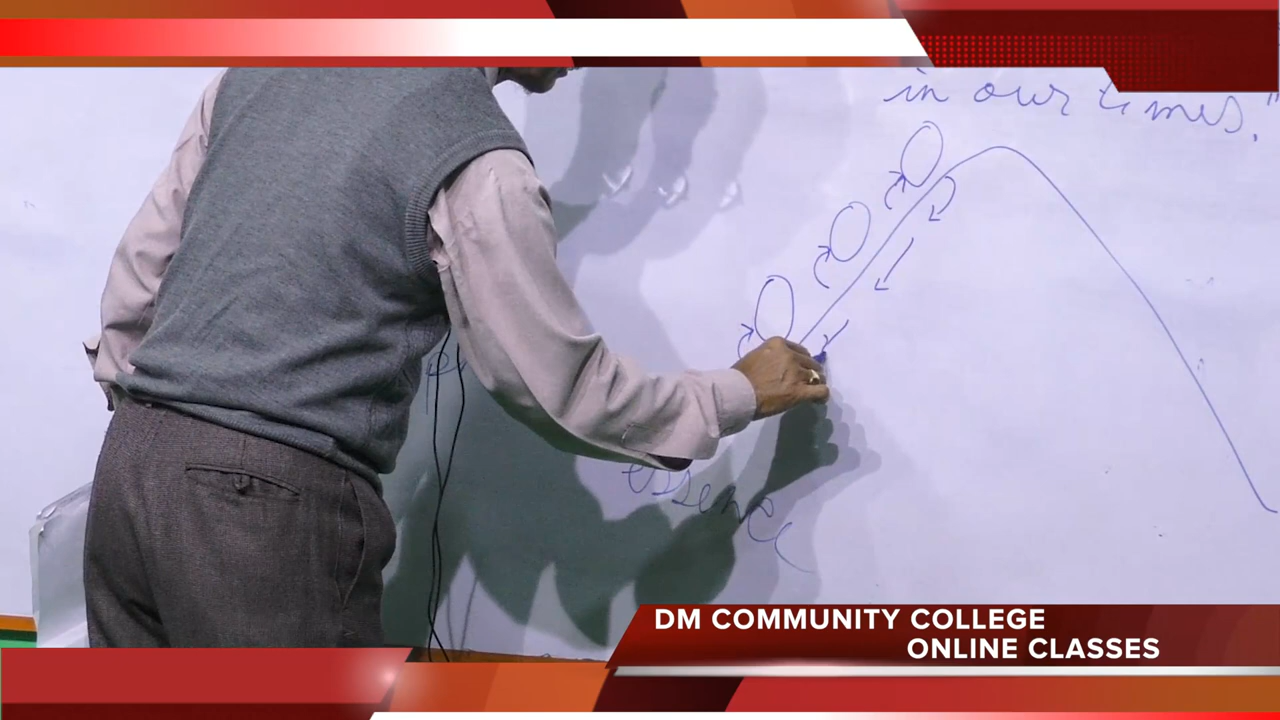 in our times."
essence
DM COMMUNITY COLLEGE
ONLINE CLASSES